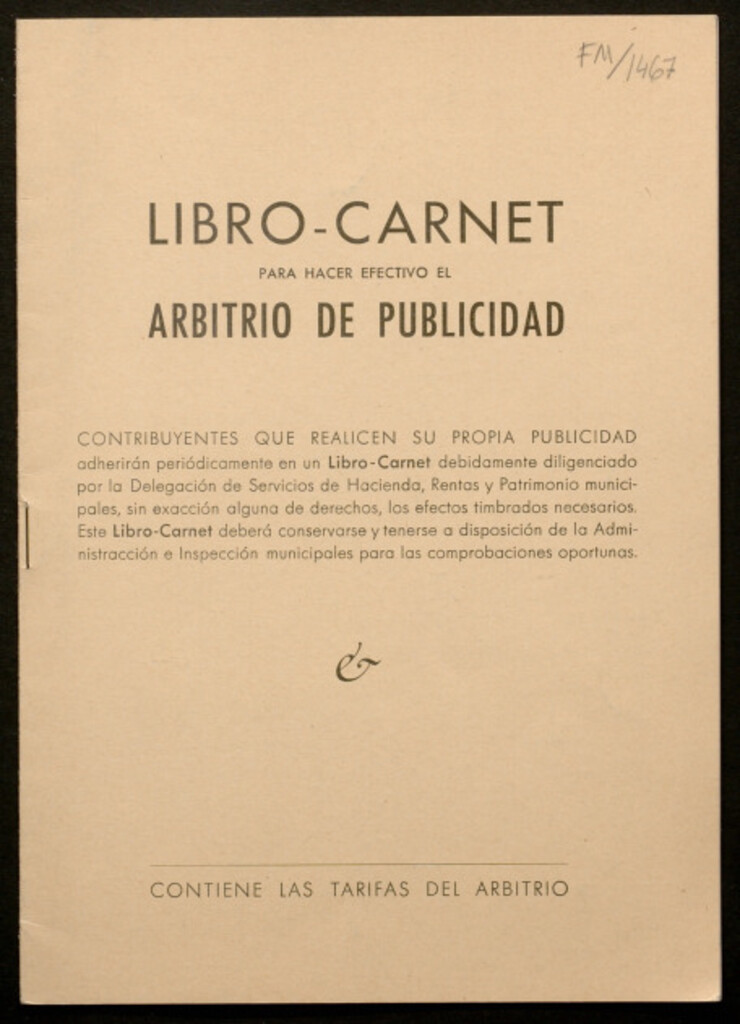 FM/1467
LIBRO-CARNET
PARA HACER EFECTIVO EL
ARBITRIO DE PUBLICIDAD
CONTRIBUYENTES QUE REALICEN SU PROPIA PUBLICIDAD
adherirán periódicamente en un Libro-Carnet debidamente diligenciado
por la Delegación de Servicios de Hacienda, Rentas y Patrimonio munici-
pales, sin exacción alguna de derechos, los efectos timbrados necesarios.
Este Libro-Carnet deberá conservarse y tenerse a disposición de la Admi-
nistracción e Inspección municipales para las comprobaciones oportunas.
&
CONTIENE LAS TARIFAS DEL ARBITRIO